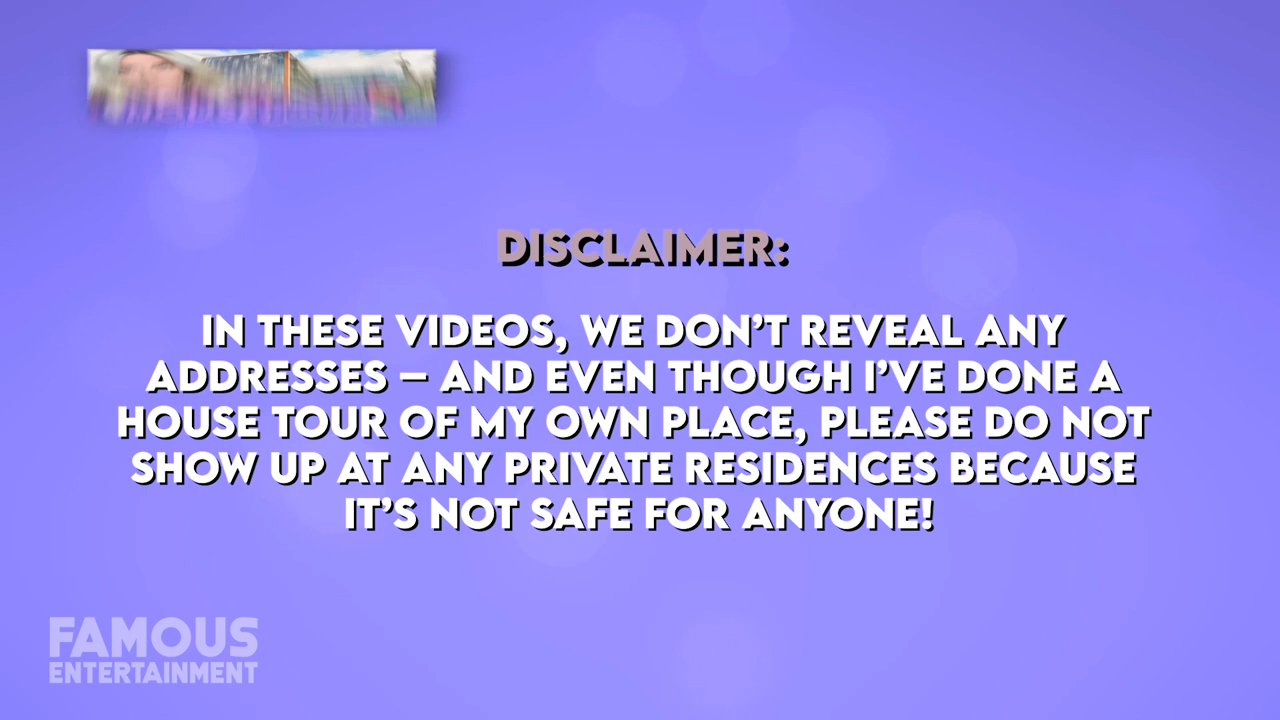 DISCLAIMER:
IN THESE VIDEOS, WE DON’T REVEAL ANY
ADDRESSES – AND EVEN THOUGH I’VE DONE A
HOUSE TOUR OF MY OWN PLACE, PLEASE DO NOT
SHOW UP AT ANY PRIVATE RESIDENCES BECAUSE
IT’S NOT SAFE FOR ANYONE!
FAMOUS
ENTERTAINMENT